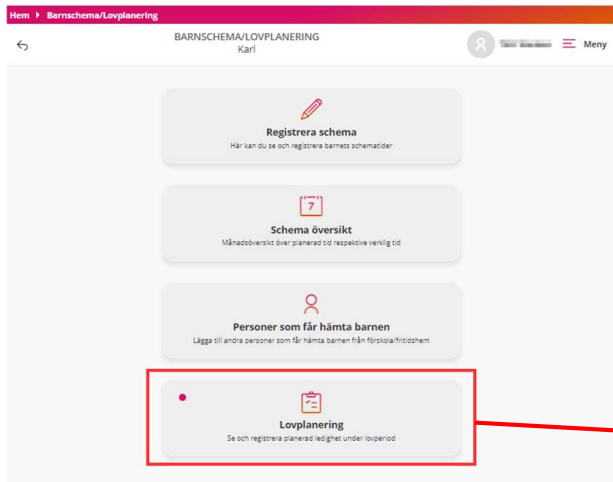 Hem Barnschema/Lovplanering
BARNSCHEMA/LOVPLANERING
Karl
Meny
Registrera schema
Här kan du se och registrera barnets schematider
7
Schema översikt
Månadsöversikt över planerad tid respektive verklig tid
Personer som får hämta barnen
Lägga till andra personer som får hämta barnen från förskola/fritidshem
Lovplanering
Se och registrera planerad ledighet under lovperiod